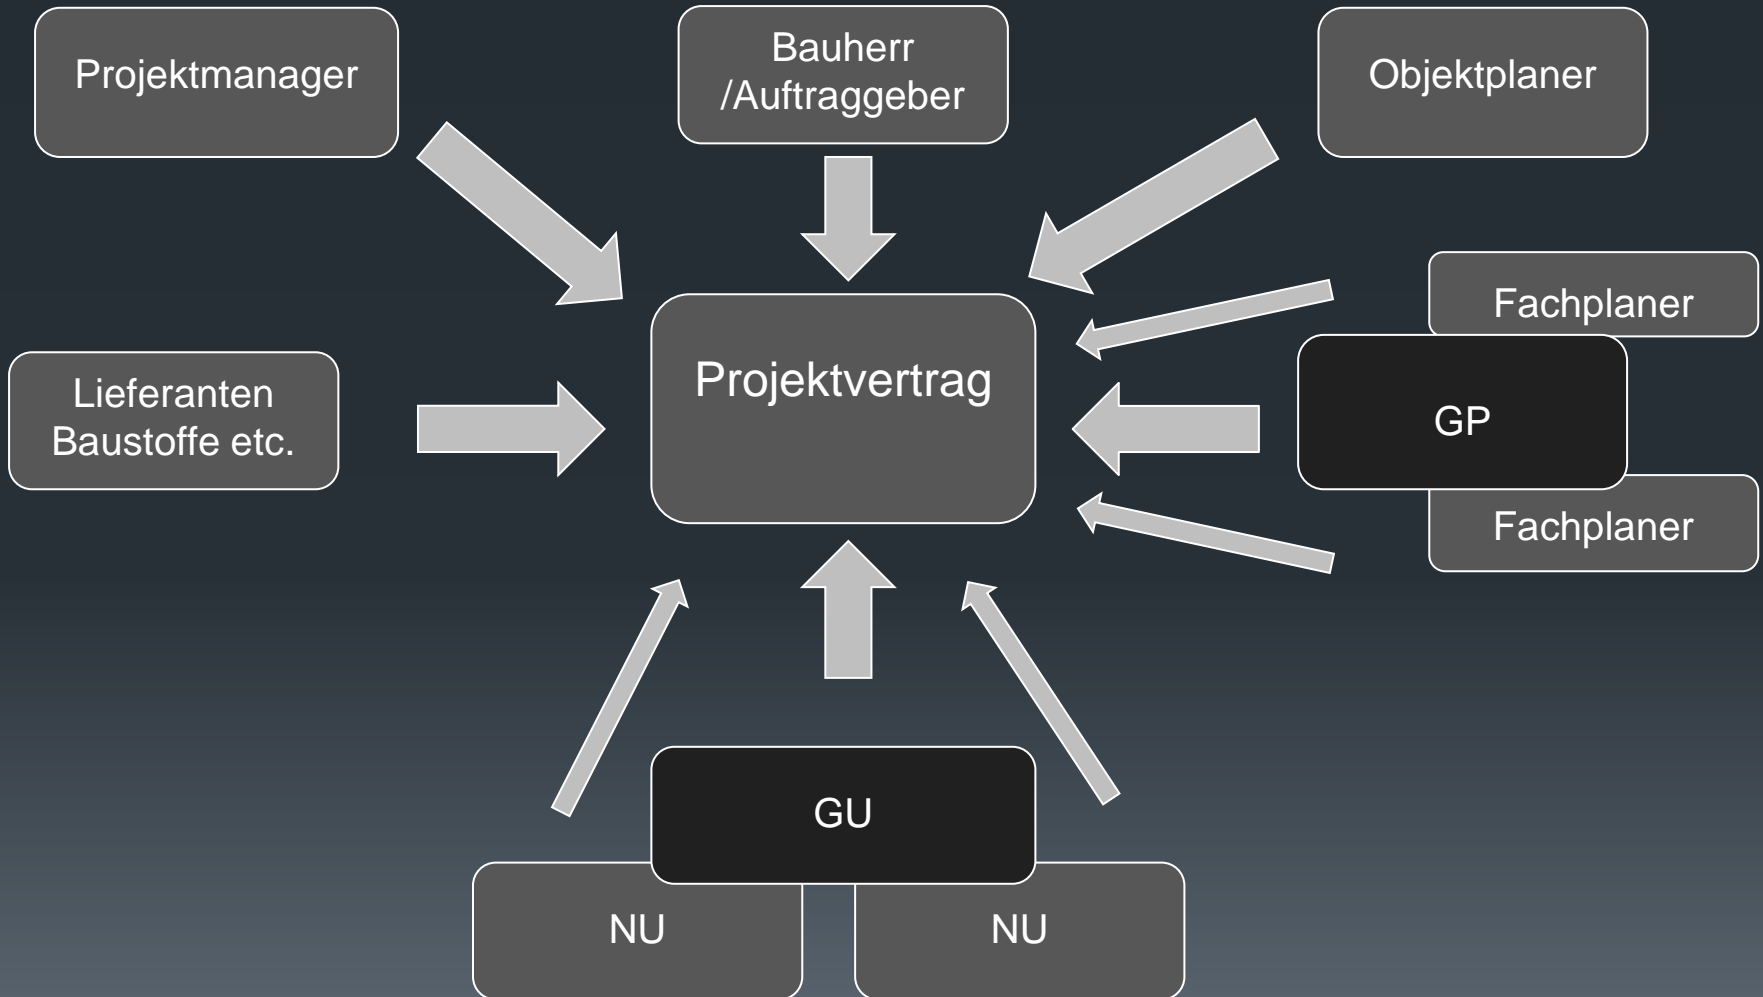 Projektmanager
Bauherr
/Auftraggeber
Objektplaner
Fachplaner
Projektvertrag
Lieferanten
Baustoffe etc.
GP
Fachplaner
GU
NU
NU